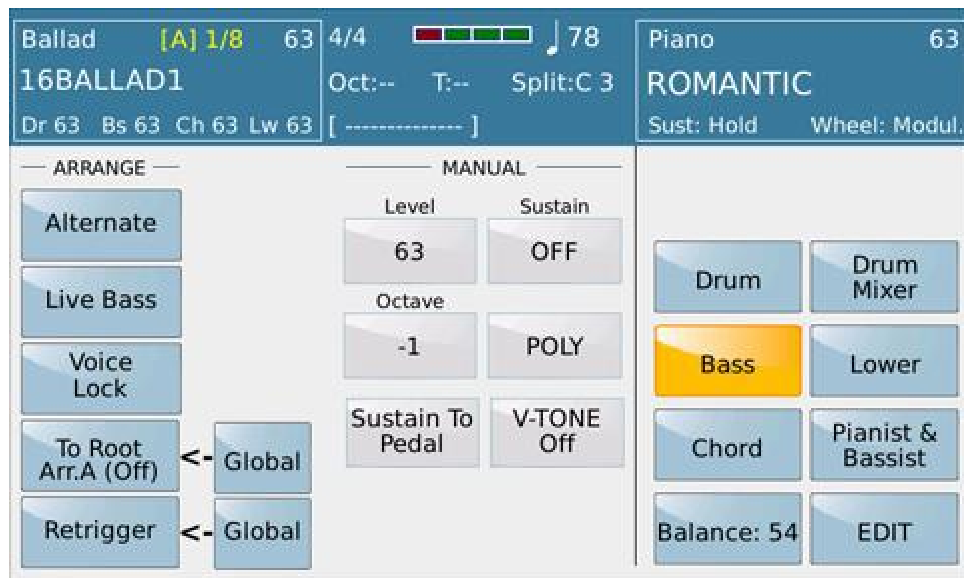 Ballad [A] 1/8 63
16BALLAD1
Dr 63 Bs 63 Ch 63 Lw 63
4/4 78
Oct:-- T:-- Split:C 3
[ -------------- ]
Piano 63
ROMANTIC
Sust: Hold Wheel: Modul.
ARRANGE
Alternate
Live Bass
Voice
Lock
To Root
Arr.A (Off)
<- Global
Retrigger <- Global
MANUAL
Level Sustain
63 OFF
Octave
-1 POLY
Sustain To
Pedal
V-TONE
Off
Drum
Drum
Mixer
Bass
Lower
Chord
Pianist &
Bassist
Balance: 54
EDIT